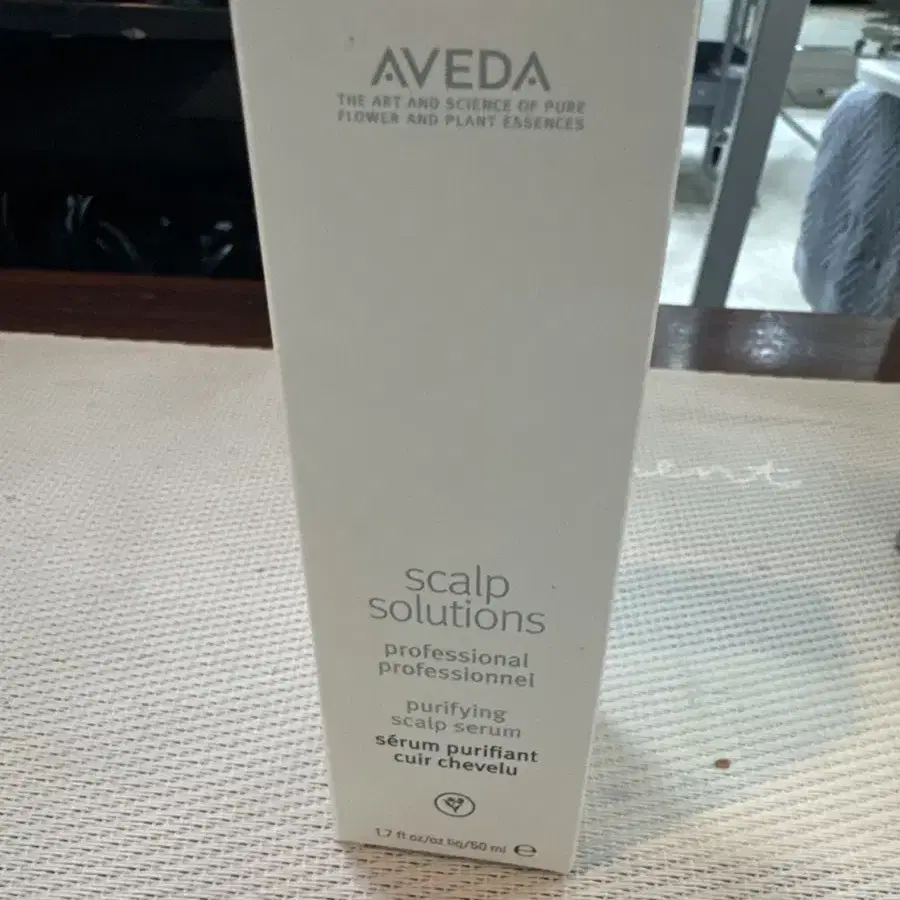 AVEDA
THE ART AND SCIENCE OF PURE
FLOWER AND PLANT ESSENCES
scalp
solutions
professional
professionnel
purifying
scalp serum
sérum purifiant
cuir chevelu
1.7 fl oz/oz liq/50 ml e